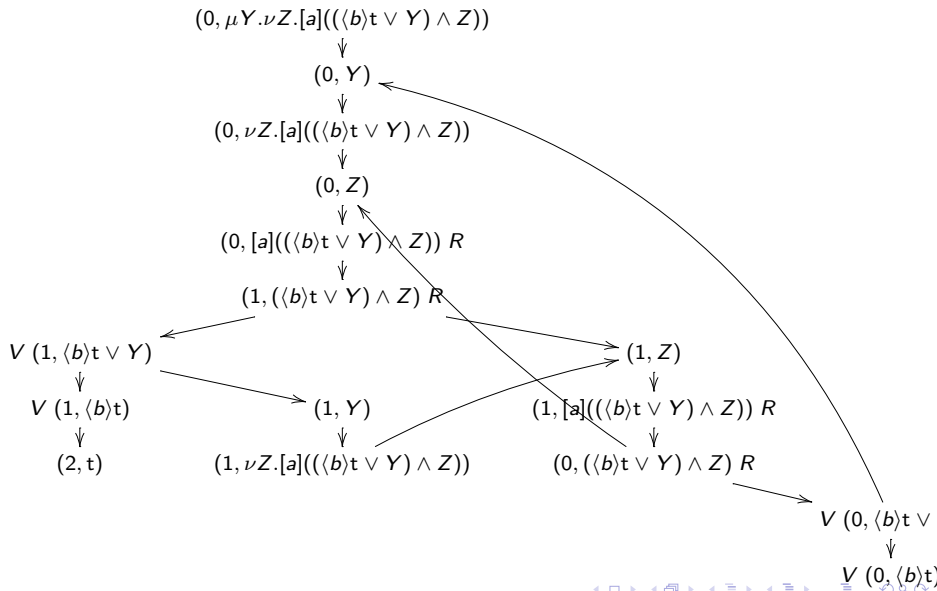 (0, μY.νZ.[a]((⟨b⟩t ∨ Y) ∧ Z))
(0, Y)
(0, νZ.[a]((⟨b⟩t ∨ Y) ∧ Z))
(0, Z)
(0, [a]((⟨b⟩t ∨ Y) ∧ Z)) R
(1, (⟨b⟩t ∨ Y) ∧ Z) R
V (1, ⟨b⟩t ∨ Y) (1, Z)
V (1, ⟨b⟩t) (1, Y) (1, [a]((⟨b⟩t ∨ Y) ∧ Z)) R
(2, t) (1, νZ.[a]((⟨b⟩t ∨ Y) ∧ Z)) (0, (⟨b⟩t ∨ Y) ∧ Z) R
V (0, ⟨b⟩t ∨
V (0, ⟨b⟩t)